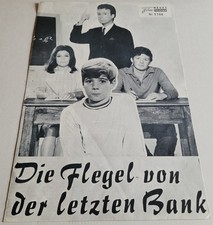 Die Flegel von
der letzten Bank